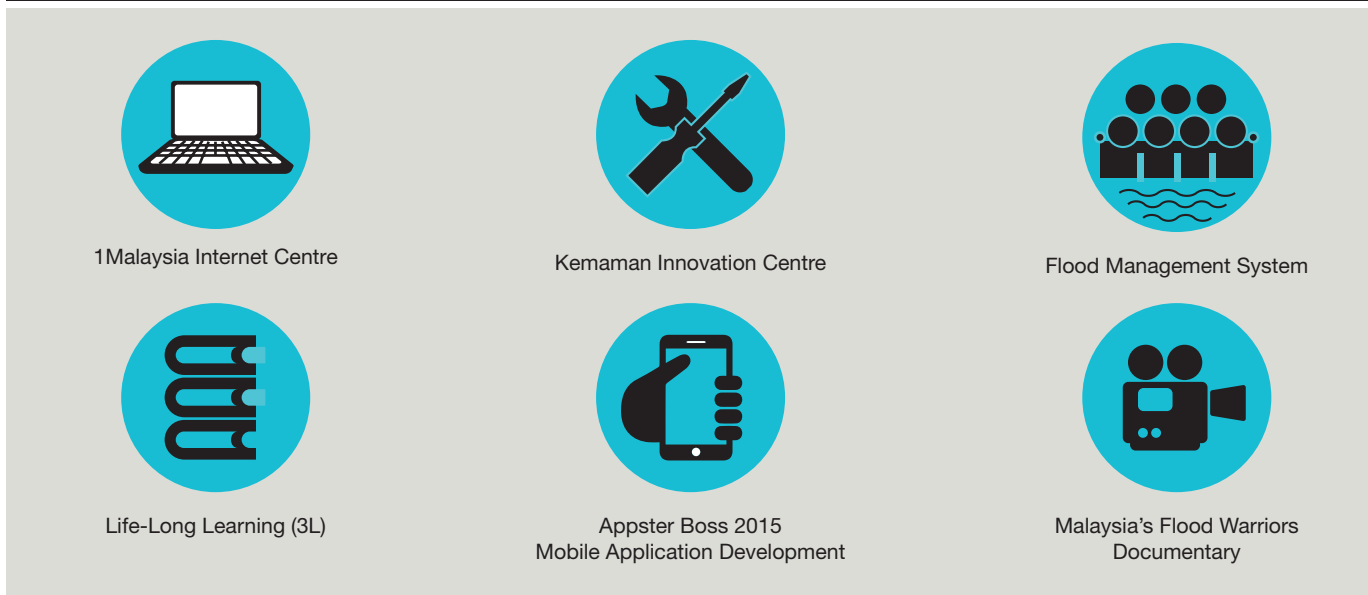 1Malaysia Internet Centre
Kemaman Innovation Centre
Flood Management System
Life-Long Learning (3L)
Appster Boss 2015
Mobile Application Development
Malaysia’s Flood Warriors
Documentary